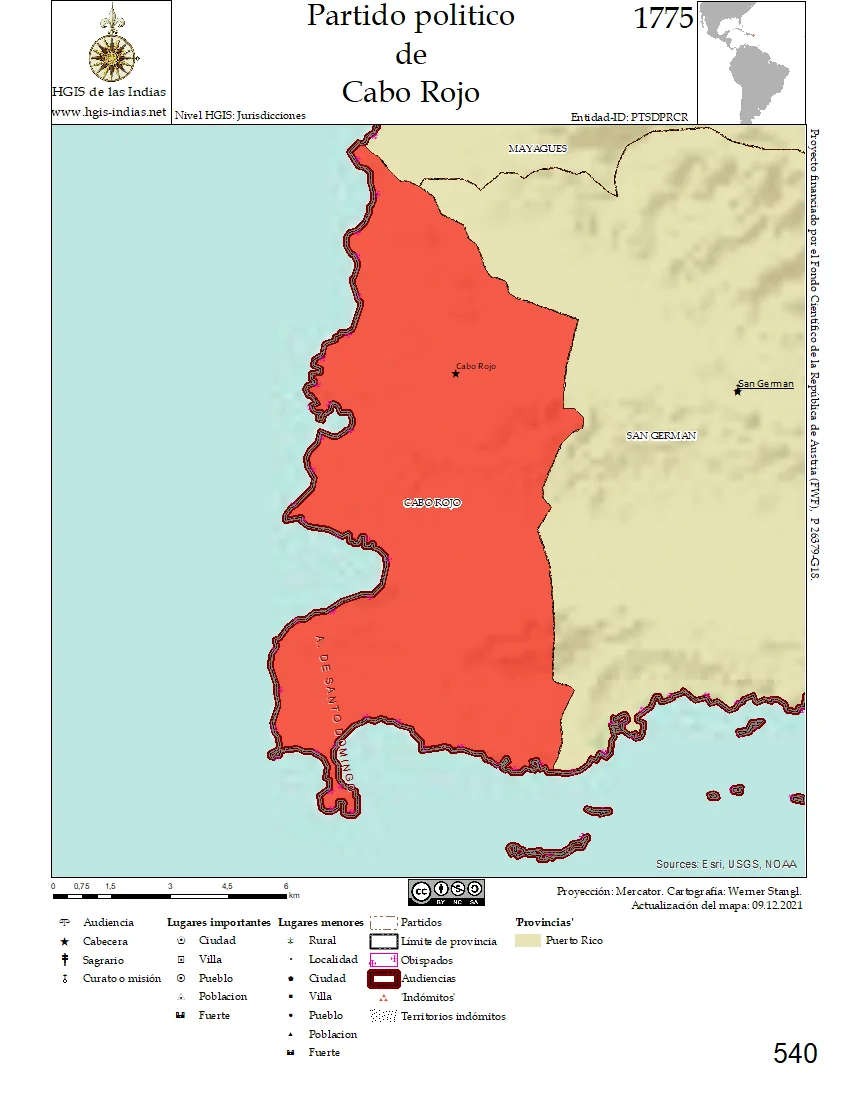 Partido politico
de
Cabo Rojo
1775
HGIS de las Indias
www.hgis-indias.net
Nivel HGIS: Jurisdicciones
Entidad-ID: PTSDPRCR
MAYAGUES
Cabo Rojo
San German
SAN GERMAN
CABO ROJO
A. DE SANTO DOMINGO
Sources: Esri, USGS, NOAA
Proyecto financiado por el Fondo Científico de la República de Austria (FWF), P 26379-G18.
0 0,75 1,5 3 4,5 6
km
CC BY NC SA
Proyección: Mercator. Cartografía: Werner Stangl.
Actualización del mapa: 09.12.2021
Audiencia
Cabecera
Sagrario
Curato o misión
Lugares importantes
Ciudad
Villa
Pueblo
Poblacion
Fuerte
Lugares menores
Rural
Localidad
Ciudad
Villa
Pueblo
Poblacion
Fuerte
Partidos
Límite de provincia
Obispados
Audiencias
'Indómitos'
Territorios indómitos
'Provincias'
Puerto Rico
540